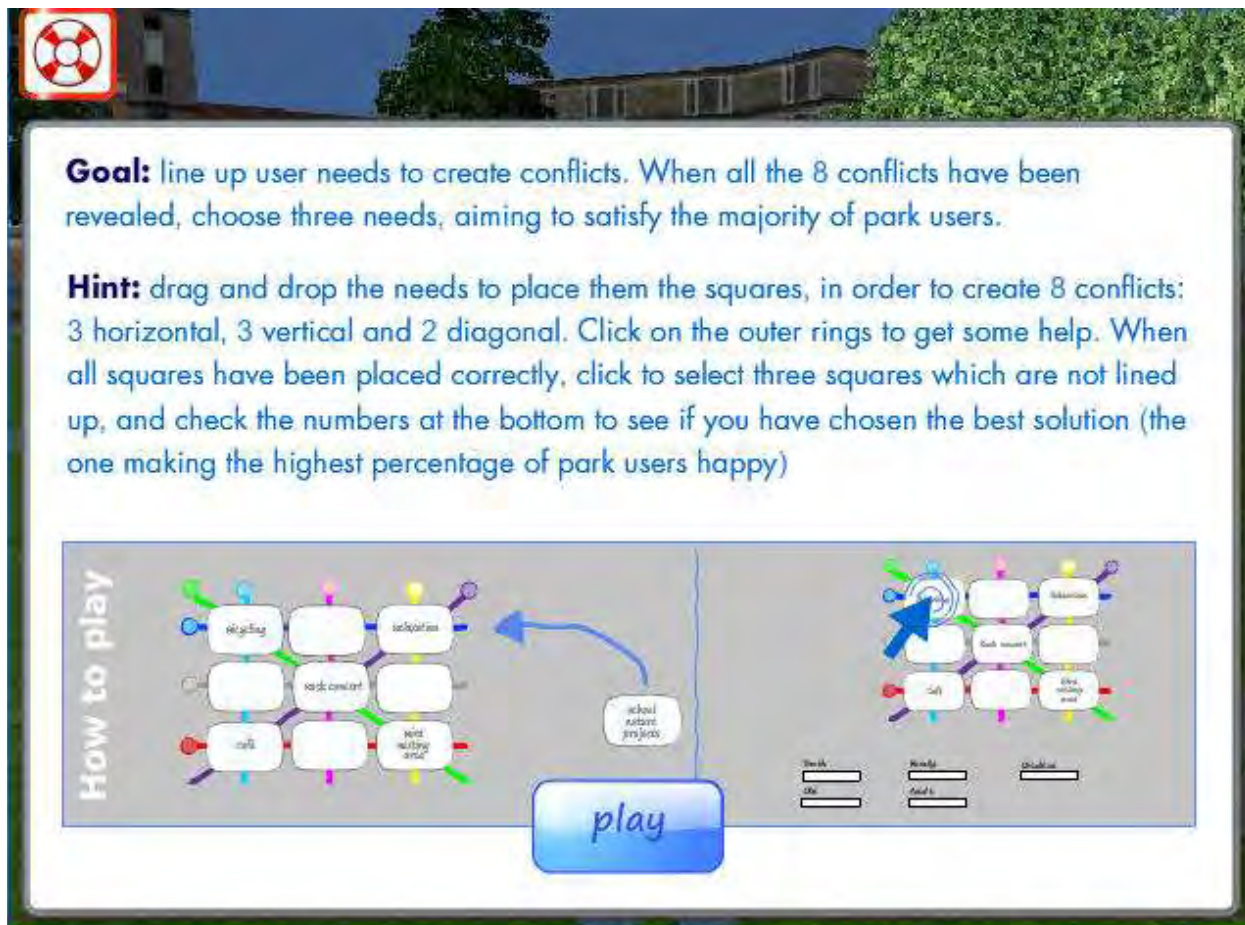 Goal: line up user needs to create conflicts. When all the 8 conflicts have been
revealed, choose three needs, aiming to satisfy the majority of park users.
Hint: drag and drop the needs to place them the squares, in order to create 8 conflicts:
3 horizontal, 3 vertical and 2 diagonal. Click on the outer rings to get some help. When
all squares have been placed correctly, click to select three squares which are not lined
up, and check the numbers at the bottom to see if you have chosen the best solution (the
one making the highest percentage of park users happy)
How to play
recycling
relaxation
rock concert
café
school
nature
projects
play